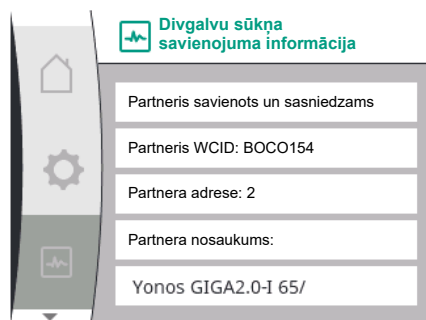 Divgalvu sūkņa
savienojuma informācija
Partneris savienots un sasniedzams
Partneris WCID: BOCO154
Partnera adrese: 2
Partnera nosaukums:
Yonos GIGA2.0-I 65/